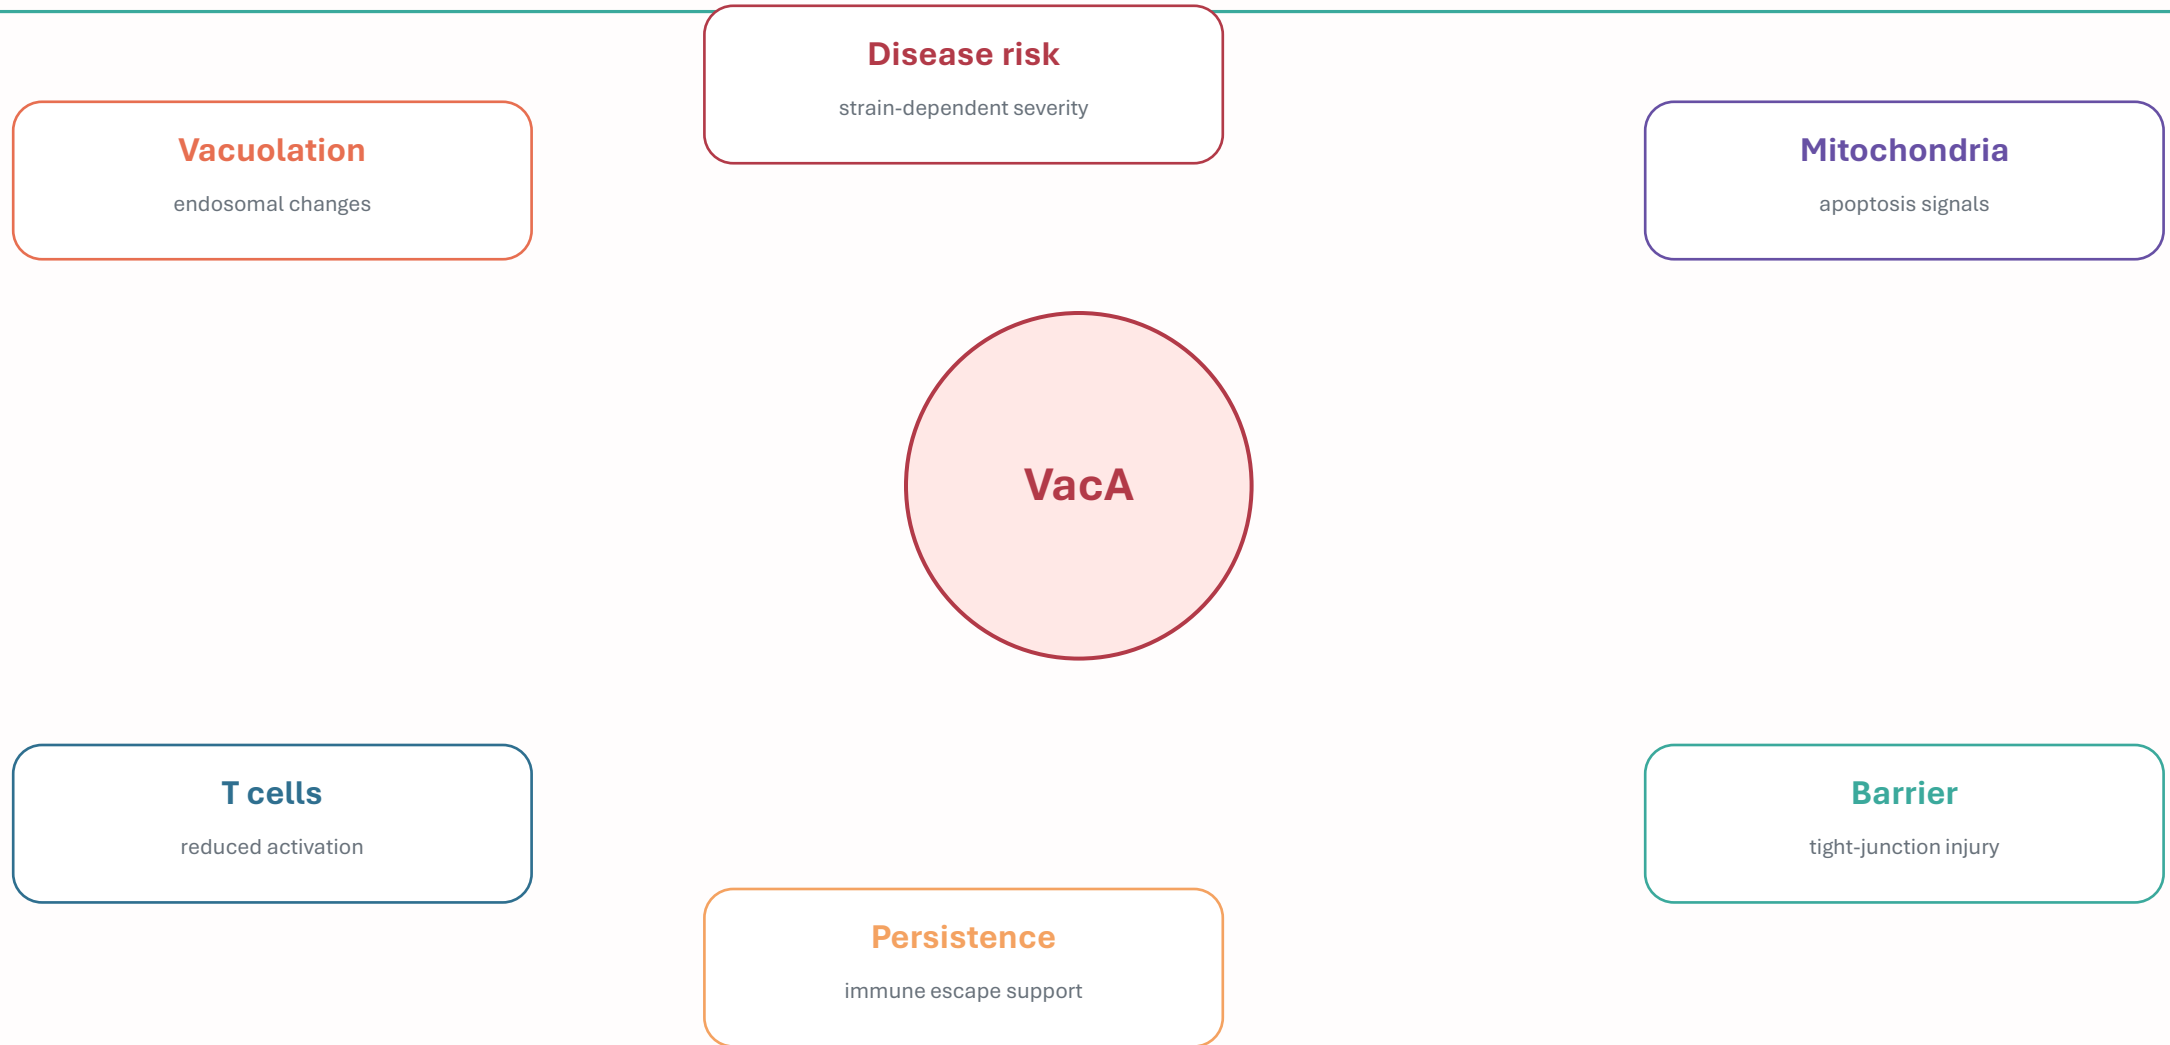 Disease risk
strain-dependent severity
Vacuolation
endosomal changes
Mitochondria
apoptosis signals
VacA
T cells
reduced activation
Barrier
tight-junction injury
Persistence
immune escape support